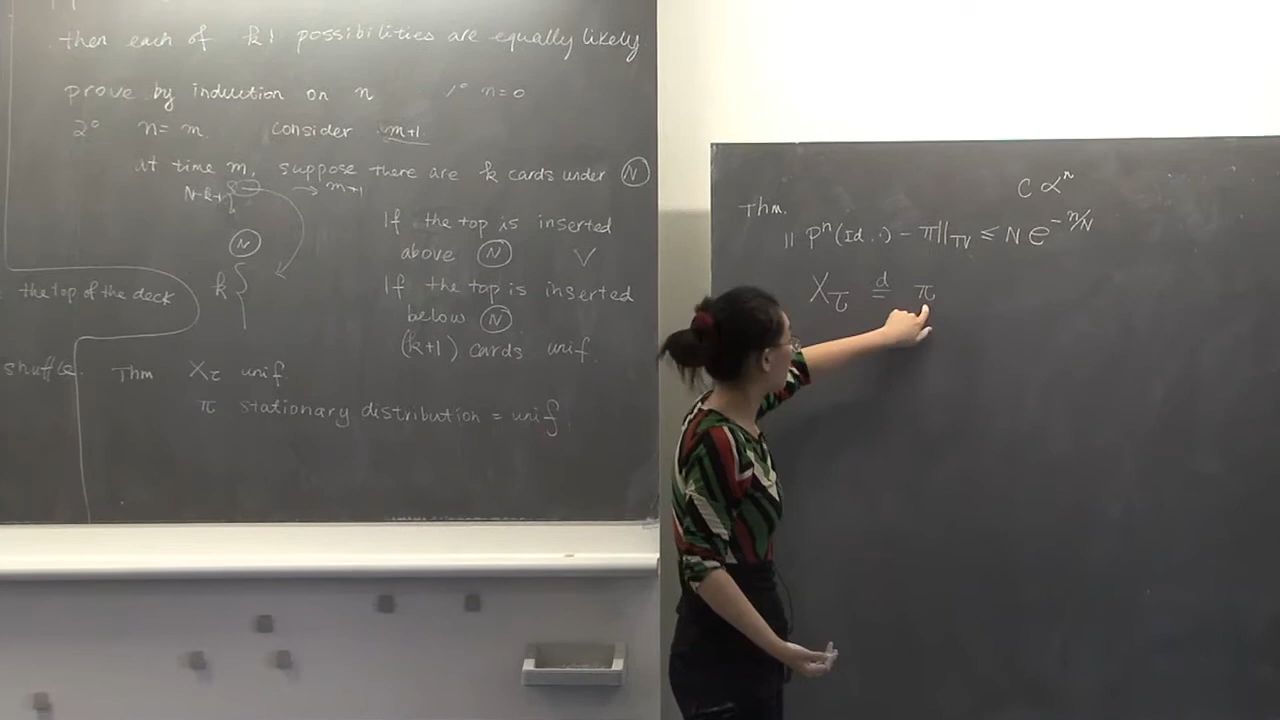 then each of k! possibilities are equally likely
prove by induction on n 1° n=0
2° n=m. consider m+1.
at time m, suppose there are k cards under N
N-k+1 { → m+1
N
k {
If the top is inserted
above N V
If the top is inserted
below N
(k+1) cards unif.
the top of the deck
shuffle. Thm X_τ unif.
π stationary distribution = unif.
C α^n
Thm.
|| P^n(Id, ·) - π||_TV ≤ N e^{-n/N}
X_τ =^d π